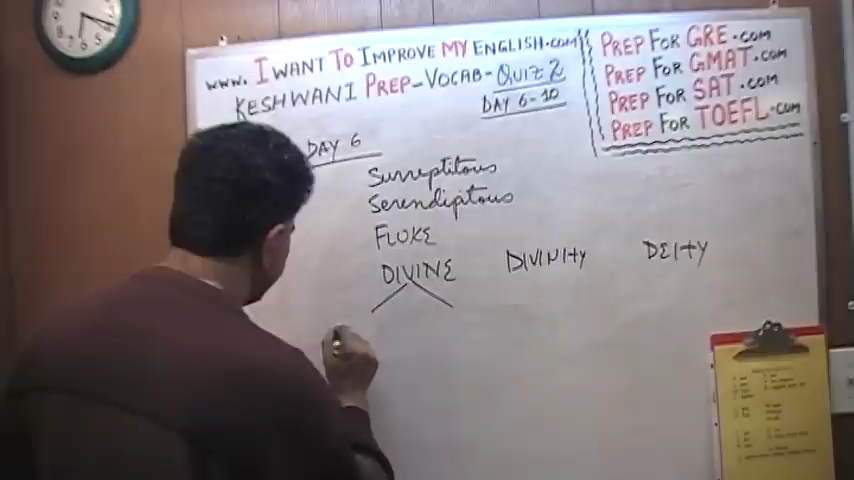 www. I WANT TO IMPROVE MY ENGLISH.com
KESHWANI PREP-VOCAB-QUIZ 2
DAY 6-10
PREP FOR GRE.com
PREP FOR GMAT.com
PREP FOR SAT.com
PREP FOR TOEFL.com
DAY 6
Surreptitous
Serendipitous
FLUKE
DIVINE DIVINITY DEITY